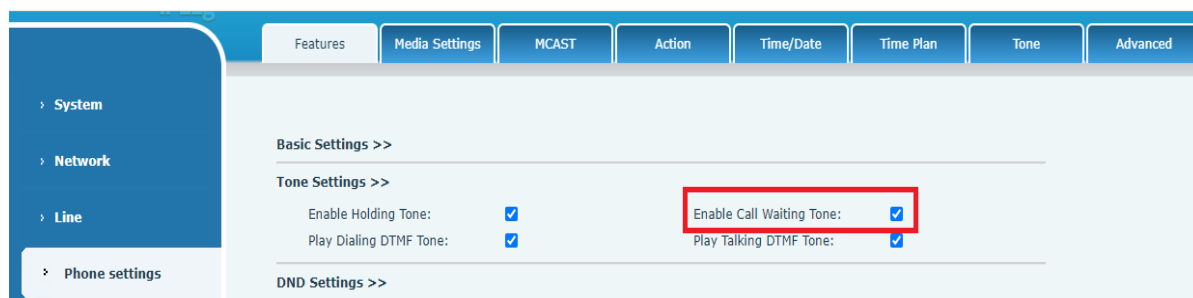 Features Media Settings MCAST Action Time/Date Time Plan Tone Advanced
› System
› Network
› Line
› Phone settings
Basic Settings >>
Tone Settings >>
Enable Holding Tone: Enable Call Waiting Tone:
Play Dialing DTMF Tone: Play Talking DTMF Tone:
DND Settings >>